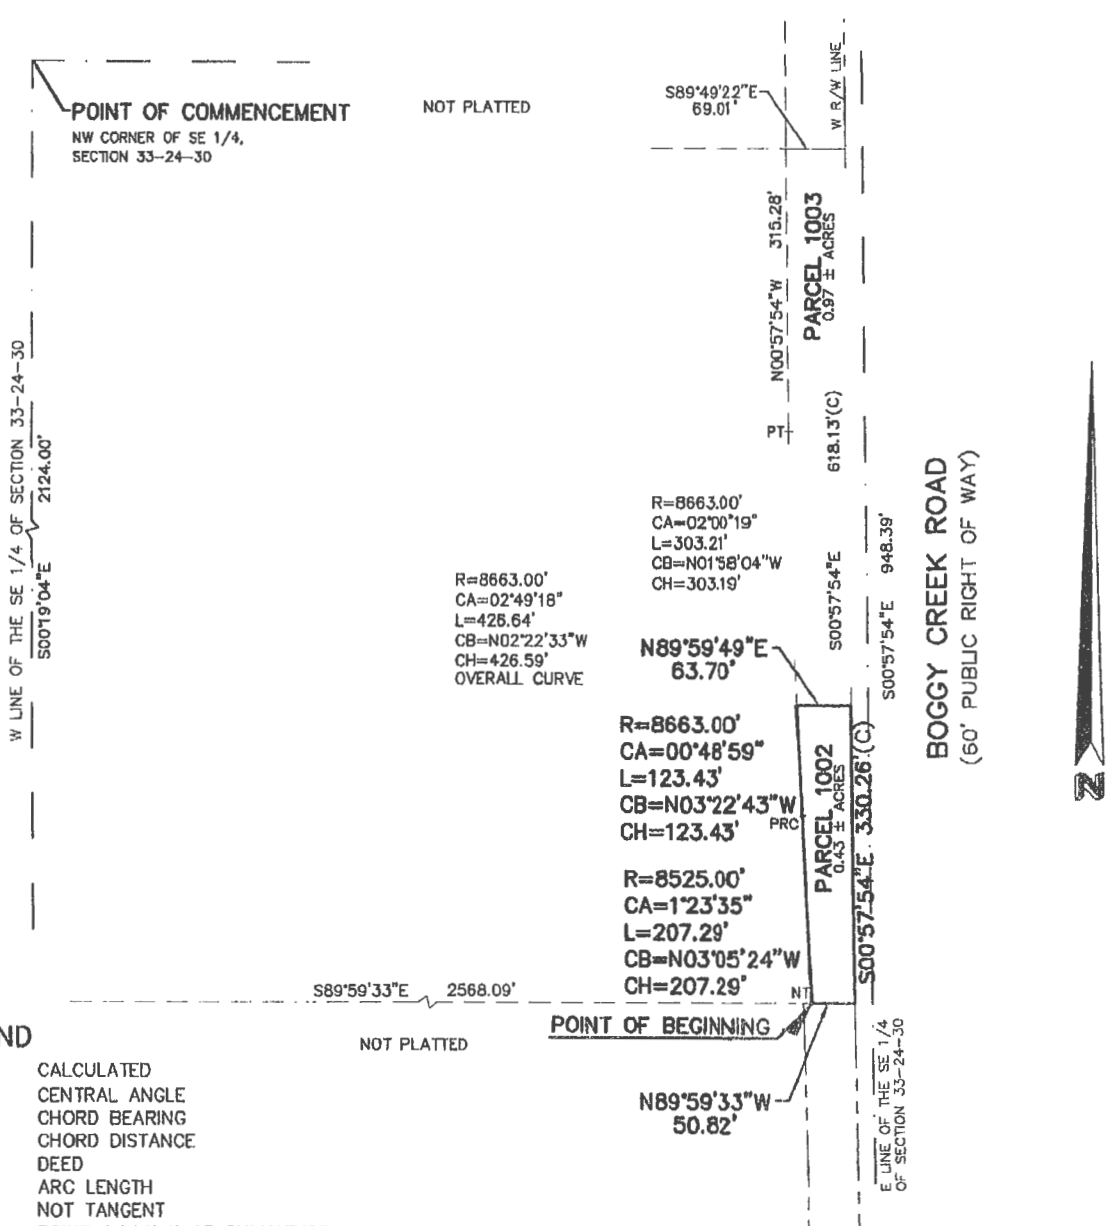 POINT OF COMMENCEMENT
NW CORNER OF SE 1/4,
SECTION 33-24-30
NOT PLATTED
S89°49'22"E
69.01'
W R/W LINE
N00°57'54"W 315.28'
PARCEL 1003
0.97 ± ACRES
PT
618.13'(C)
S00°57'54"E
S00°57'54"E 948.39'
BOGGY CREEK ROAD
(60' PUBLIC RIGHT OF WAY)
N
W LINE OF THE SE 1/4 OF SECTION 33-24-30
S00°19'04"E 2124.00'
R=8663.00'
CA=02°00'19"
L=303.21'
CB=N01°58'04"W
CH=303.19'
R=8663.00'
CA=02°49'18"
L=426.64'
CB=N02°22'33"W
CH=426.59'
OVERALL CURVE
N89°59'49"E
63.70'
R=8663.00'
CA=00°48'59"
L=123.43'
CB=N03°22'43"W
CH=123.43'
PRC
PARCEL 1002
0.43 ± ACRES
S00°57'54"E 330.26'(C)
R=8525.00'
CA=1°23'35"
L=207.29'
CB=N03°05'24"W
CH=207.29'
NT
S89°59'33"E 2568.09'
POINT OF BEGINNING
NOT PLATTED
N89°59'33"W
50.82'
E LINE OF THE SE 1/4
OF SECTION 33-24-30
ND
CALCULATED
CENTRAL ANGLE
CHORD BEARING
CHORD DISTANCE
DEED
ARC LENGTH
NOT TANGENT